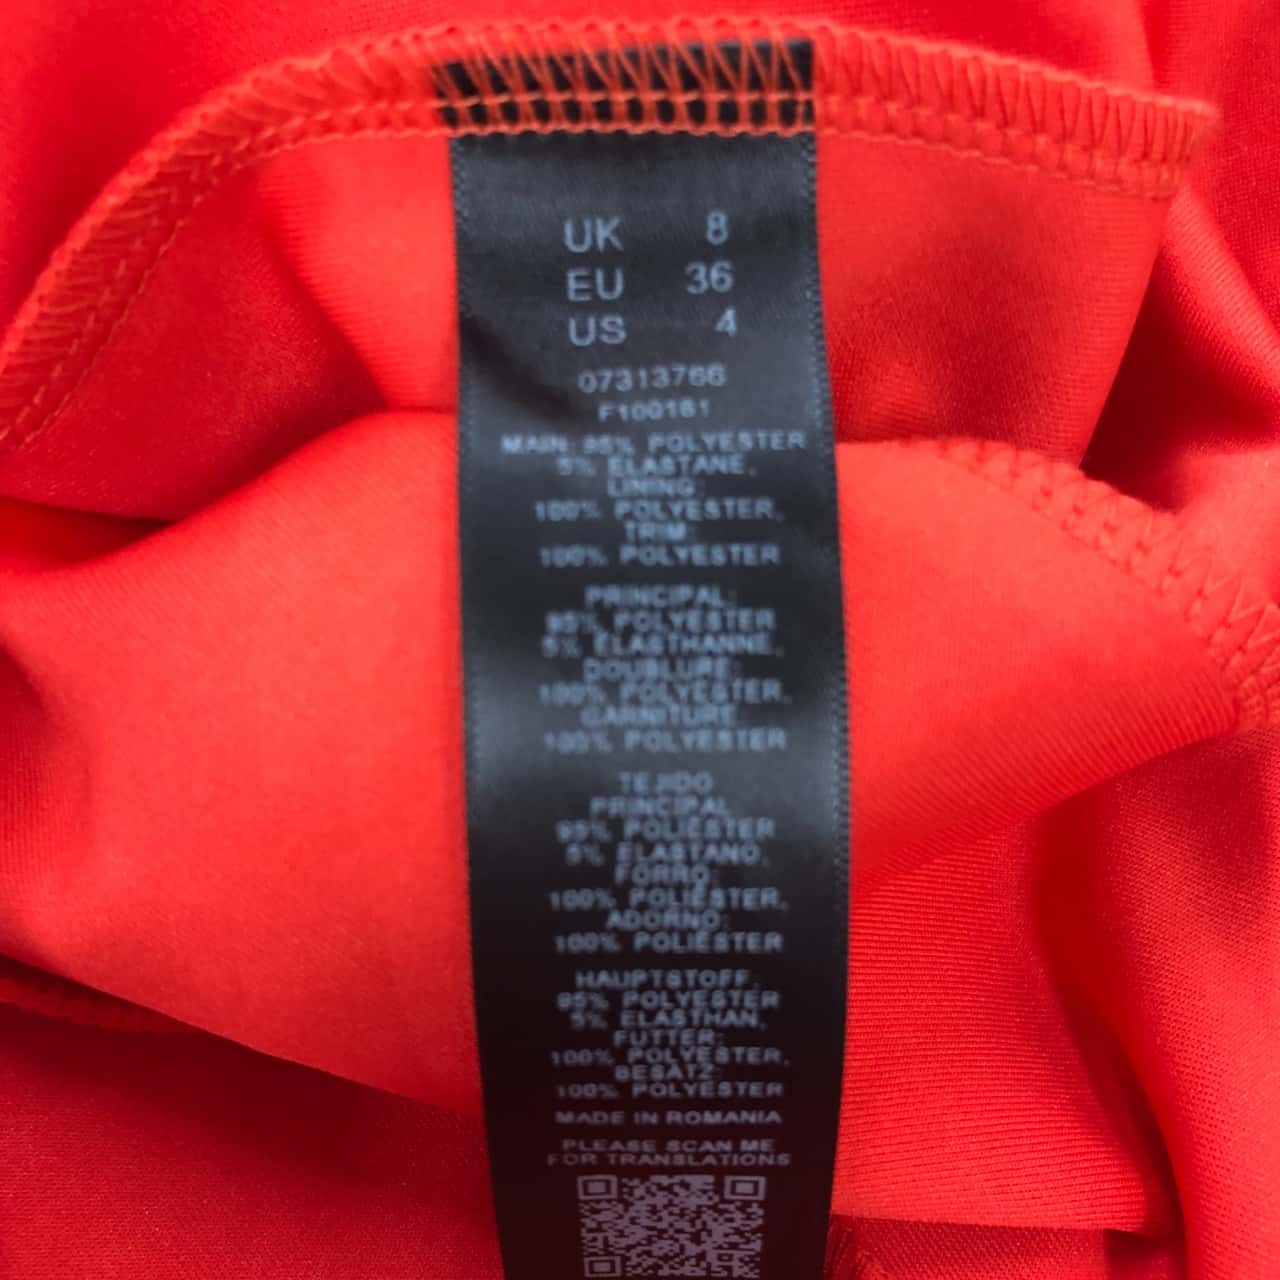 UK 8
EU 36
US 4
07313766
F100161
MAIN: 95% POLYESTER
5% ELASTANE,
LINING:
100% POLYESTER,
TRIM:
100% POLYESTER
PRINCIPAL:
95% POLYESTER
5% ELASTHANNE,
DOUBLURE:
100% POLYESTER,
GARNITURE:
100% POLYESTER
TEJIDO
PRINCIPAL:
95% POLIÉSTER
5% ELASTANO,
FORRO:
100% POLIÉSTER,
ADORNO:
100% POLIÉSTER
HAUPTSTOFF:
95% POLYESTER
5% ELASTHAN,
FUTTER:
100% POLYESTER,
BESATZ:
100% POLYESTER
MADE IN ROMANIA
PLEASE SCAN ME
FOR TRANSLATIONS